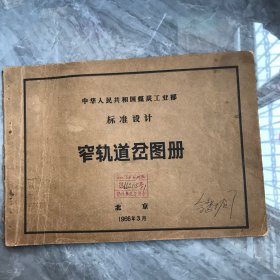 中华人民共和国煤炭工业部
标准设计
窄轨道岔图册
北京
1966年3月